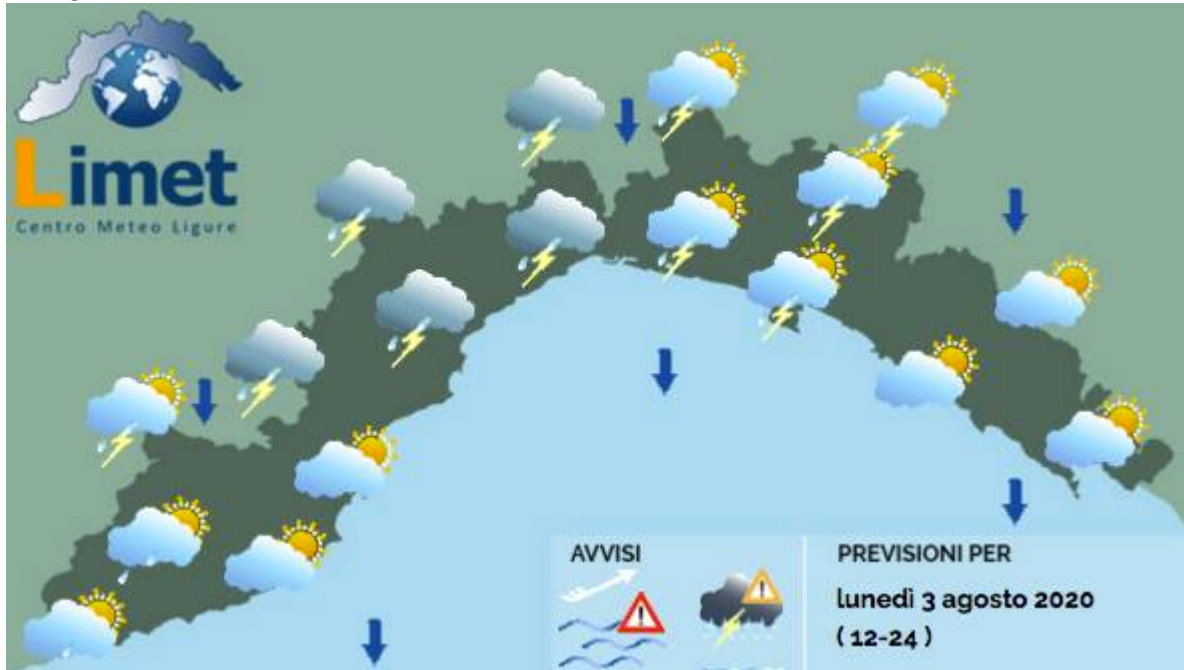 Limet
Centro Meteo Ligure
AVVISI
PREVISIONI PER
lunedì 3 agosto 2020
( 12-24 )